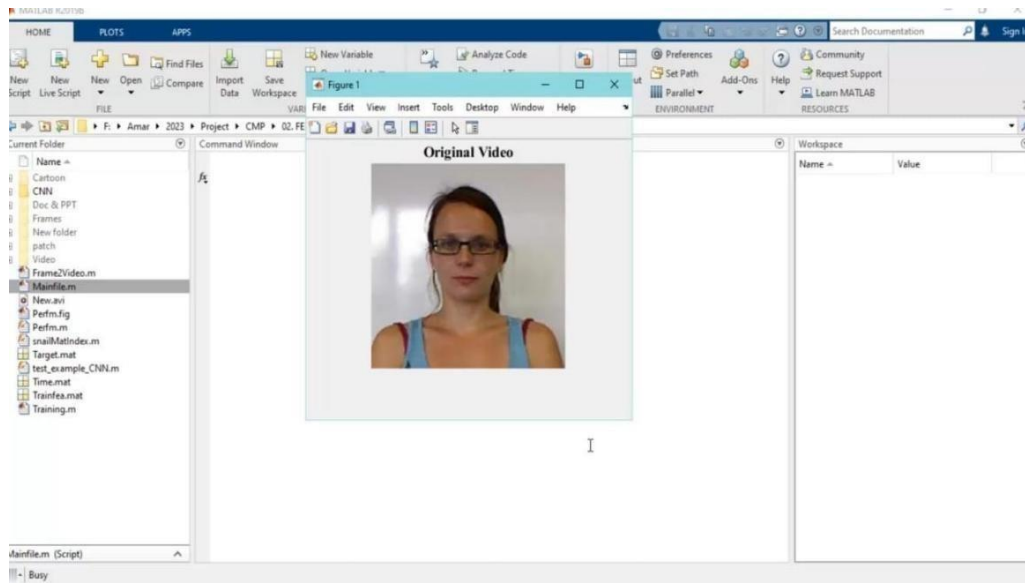 MATLAB R2019b
HOME PLOTS APPS
Search Documentation
Sign In
New Script
New Live Script
New
Open
Find Files
Compare
Import Data
Save Workspace
New Variable
Analyze Code
Preferences
Set Path
Parallel
Add-Ons
Help
Community
Request Support
Learn MATLAB
FILE
ENVIRONMENT
RESOURCES
F: Amar 2023 Project CMP 02. FE
Current Folder
Name
Cartoon
CNN
Doc & PPT
Frames
New folder
patch
Video
Frame2Video.m
Mainfile.m
New.avi
Perfm.fig
Perfm.m
snailMatIndex.m
Target.mat
test_example_CNN.m
Time.mat
Trainfea.mat
Training.m
Mainfile.m (Script)
Busy
Command Window
fx
Figure 1
File Edit View Insert Tools Desktop Window Help
Original Video
Workspace
Name Value